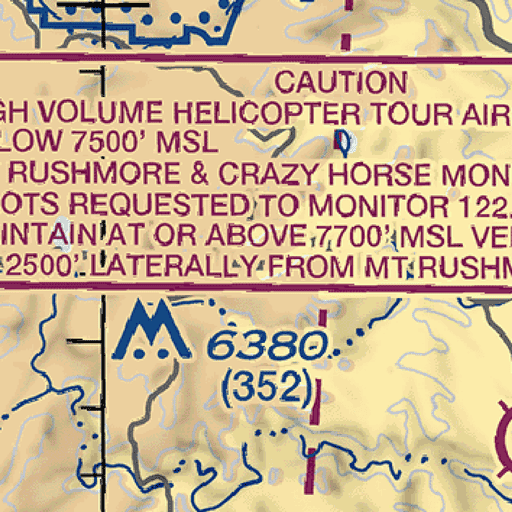 CAUTION
GH VOLUME HELICOPTER TOUR AIR
LOW 7500' MSL
RUSHMORE & CRAZY HORSE MON
OTS REQUESTED TO MONITOR 122.
INTAIN AT OR ABOVE 7700' MSL VE
2500' LATERALLY FROM MT RUSHM
6380
(352)